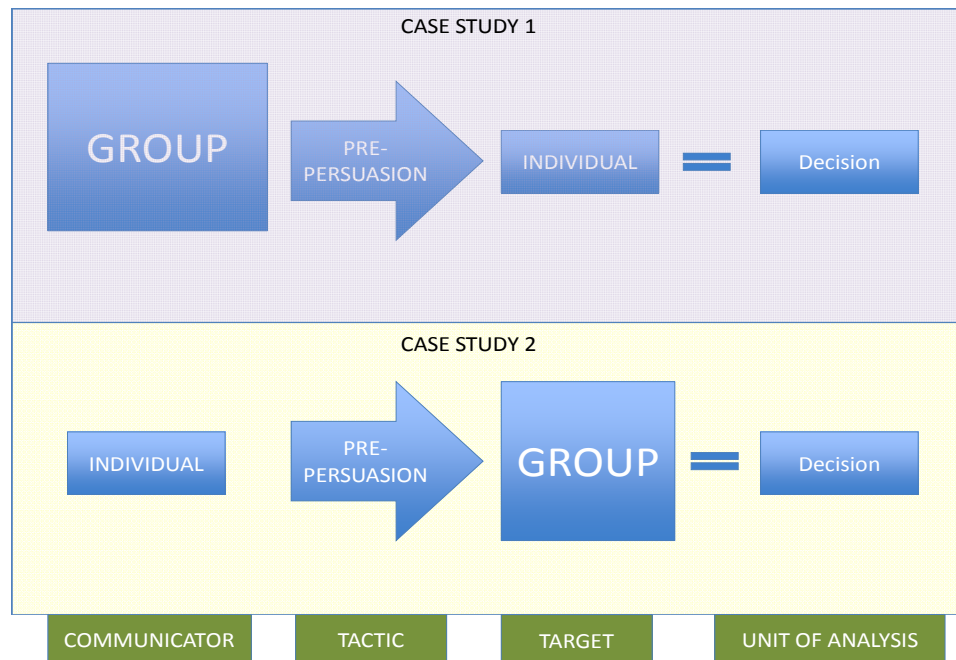 CASE STUDY 1
GROUP
PRE-
PERSUASION
INDIVIDUAL
Decision
CASE STUDY 2
INDIVIDUAL
PRE-
PERSUASION
GROUP
Decision
COMMUNICATOR
TACTIC
TARGET
UNIT OF ANALYSIS